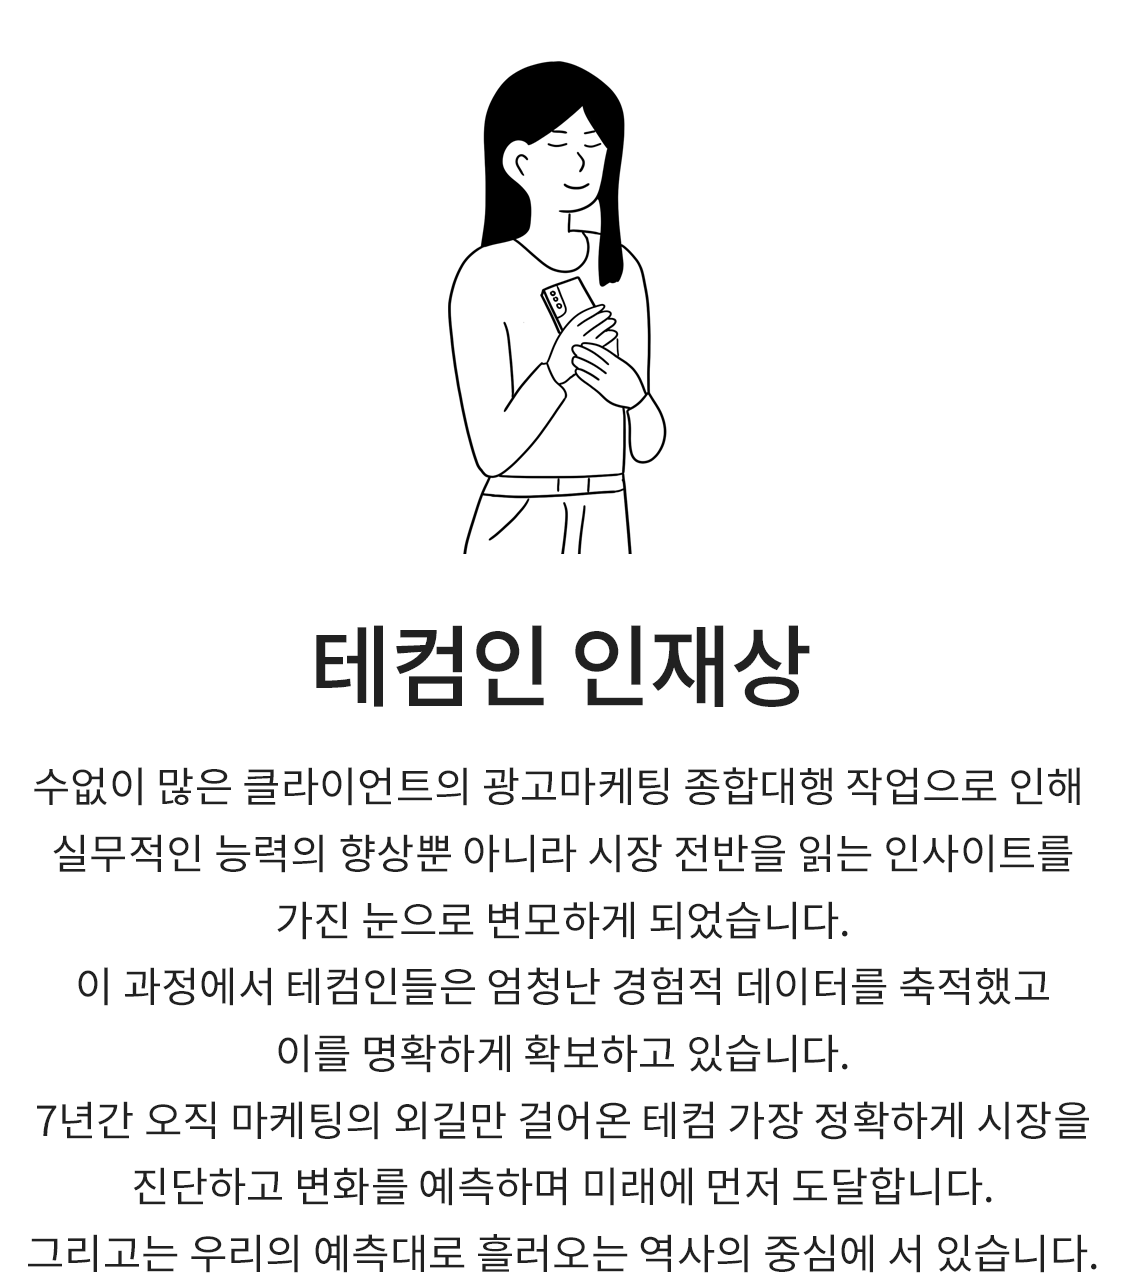 테컴인 인재상
수없이 많은 클라이언트의 광고마케팅 종합대행 작업으로 인해
실무적인 능력의 향상뿐 아니라 시장 전반을 읽는 인사이트를
가진 눈으로 변모하게 되었습니다.
이 과정에서 테컴인들은 엄청난 경험적 데이터를 축적했고
이를 명확하게 확보하고 있습니다.
7년간 오직 마케팅의 외길만 걸어온 테컴 가장 정확하게 시장을
진단하고 변화를 예측하며 미래에 먼저 도달합니다.
그리고는 우리의 예측대로 흘러오는 역사의 중심에 서 있습니다.